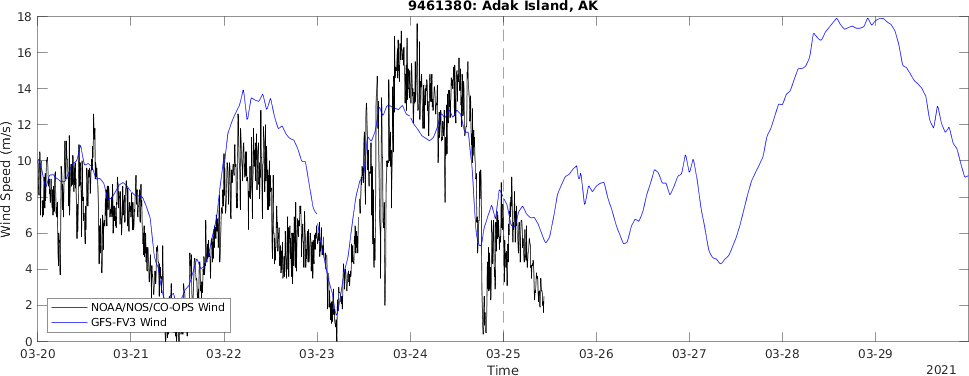 9461380: Adak Island, AK
Wind Speed (m/s)
18
16
14
12
10
8
6
4
2
0
NOAA/NOS/CO-OPS Wind
GFS-FV3 Wind
03-20 03-21 03-22 03-23 03-24 03-25 03-26 03-27 03-28 03-29
Time
2021